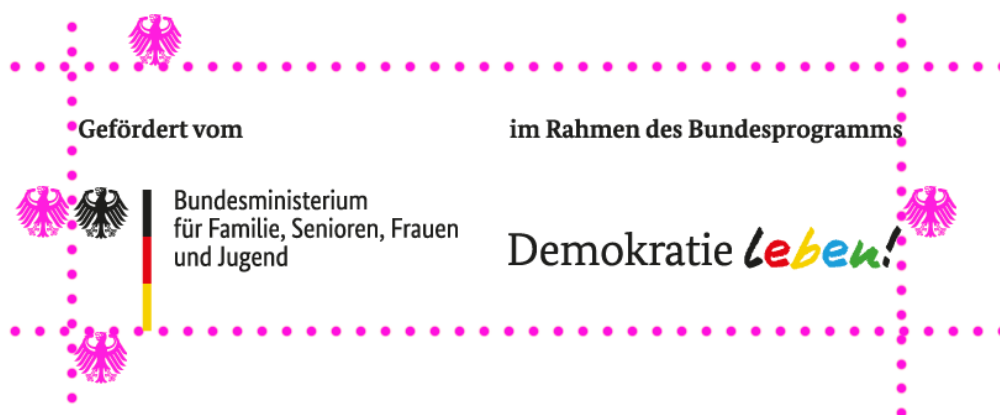 Gefördert vom
im Rahmen des Bundesprogramms
Bundesministerium
für Familie, Senioren, Frauen
und Jugend
Demokratie leben!